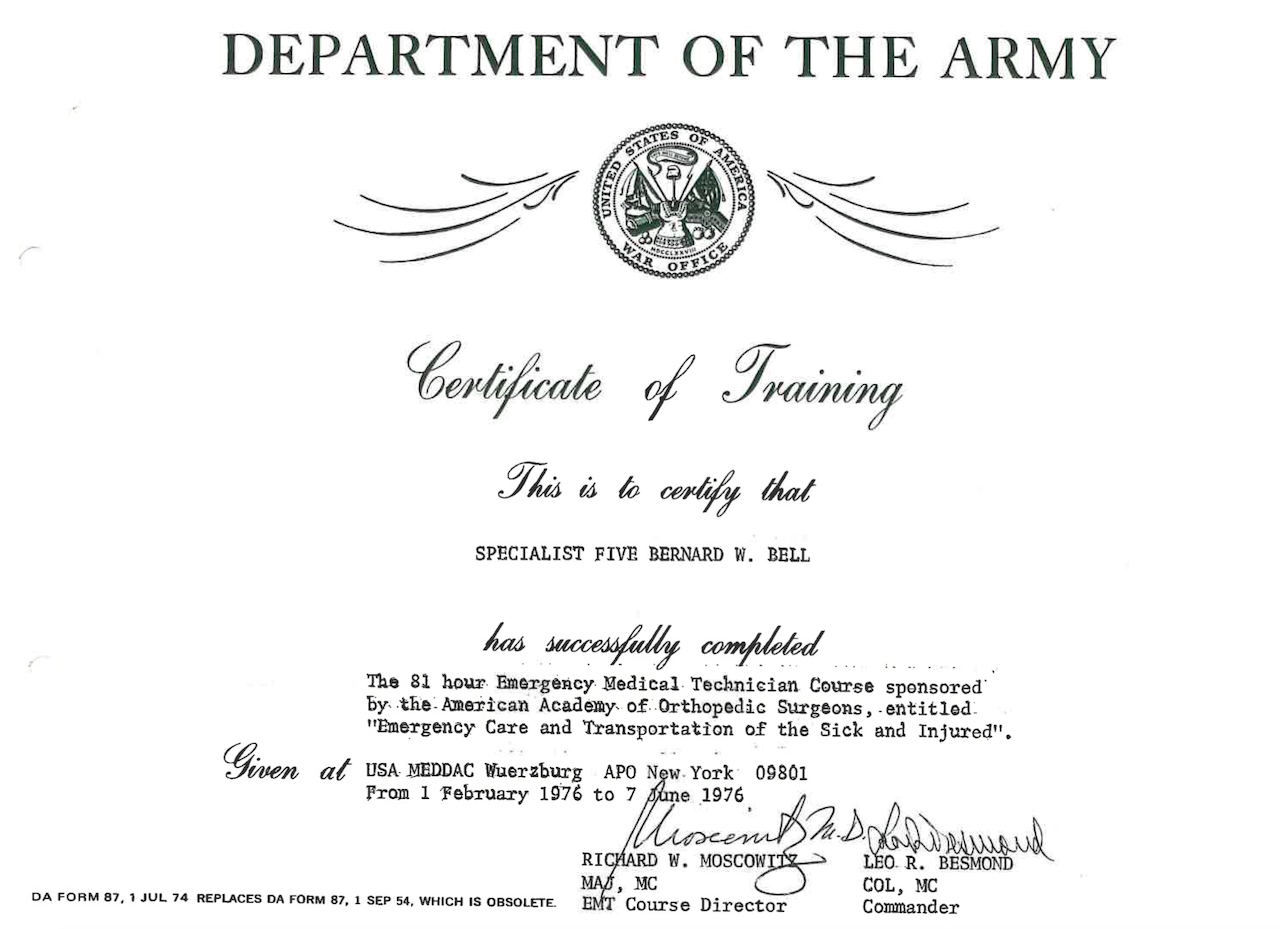 DEPARTMENT OF THE ARMY
UNITED STATES OF AMERICA
MDCCLXXVIII
WAR OFFICE
Certificate of Training
This is to certify that
SPECIALIST FIVE BERNARD W. BELL
has successfully completed
The 81 hour Emergency Medical Technician Course sponsored
by the American Academy of Orthopedic Surgeons, entitled
"Emergency Care and Transportation of the Sick and Injured".
Given at USA MEDDAC Wuerzburg APO New York 09801
From 1 February 1976 to 7 June 1976
RICHARD W. MOSCOWITZ LEO R. BESMOND
MAJ, MC COL, MC
EMT Course Director Commander
DA FORM 87, 1 JUL 74 REPLACES DA FORM 87, 1 SEP 54, WHICH IS OBSOLETE.